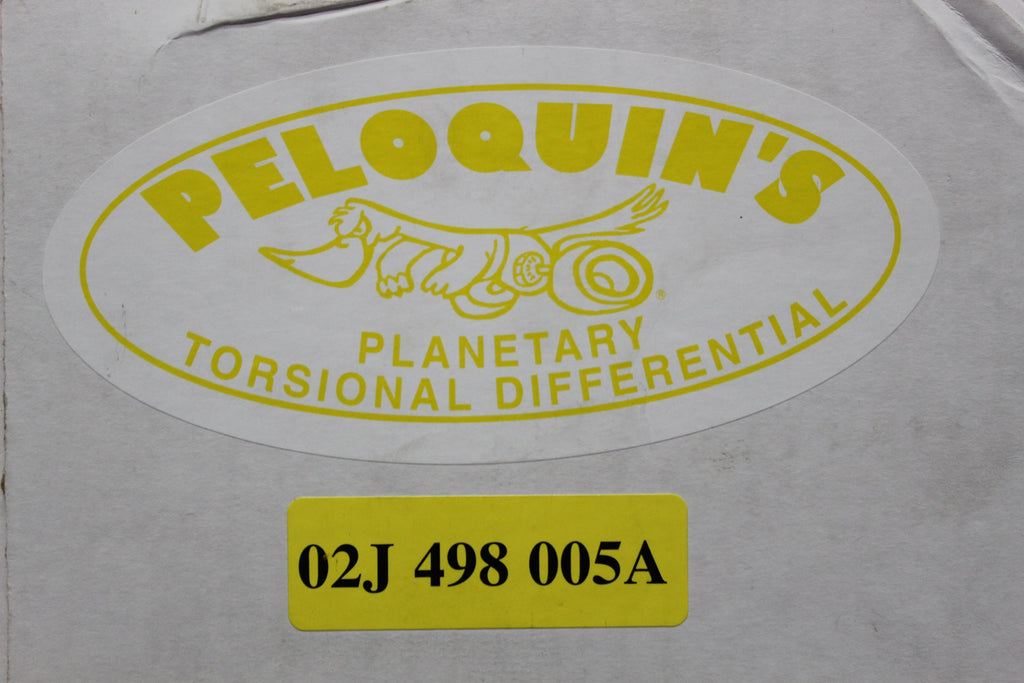 PELOQUIN'S
®
PLANETARY
TORSIONAL DIFFERENTIAL
02J 498 005A